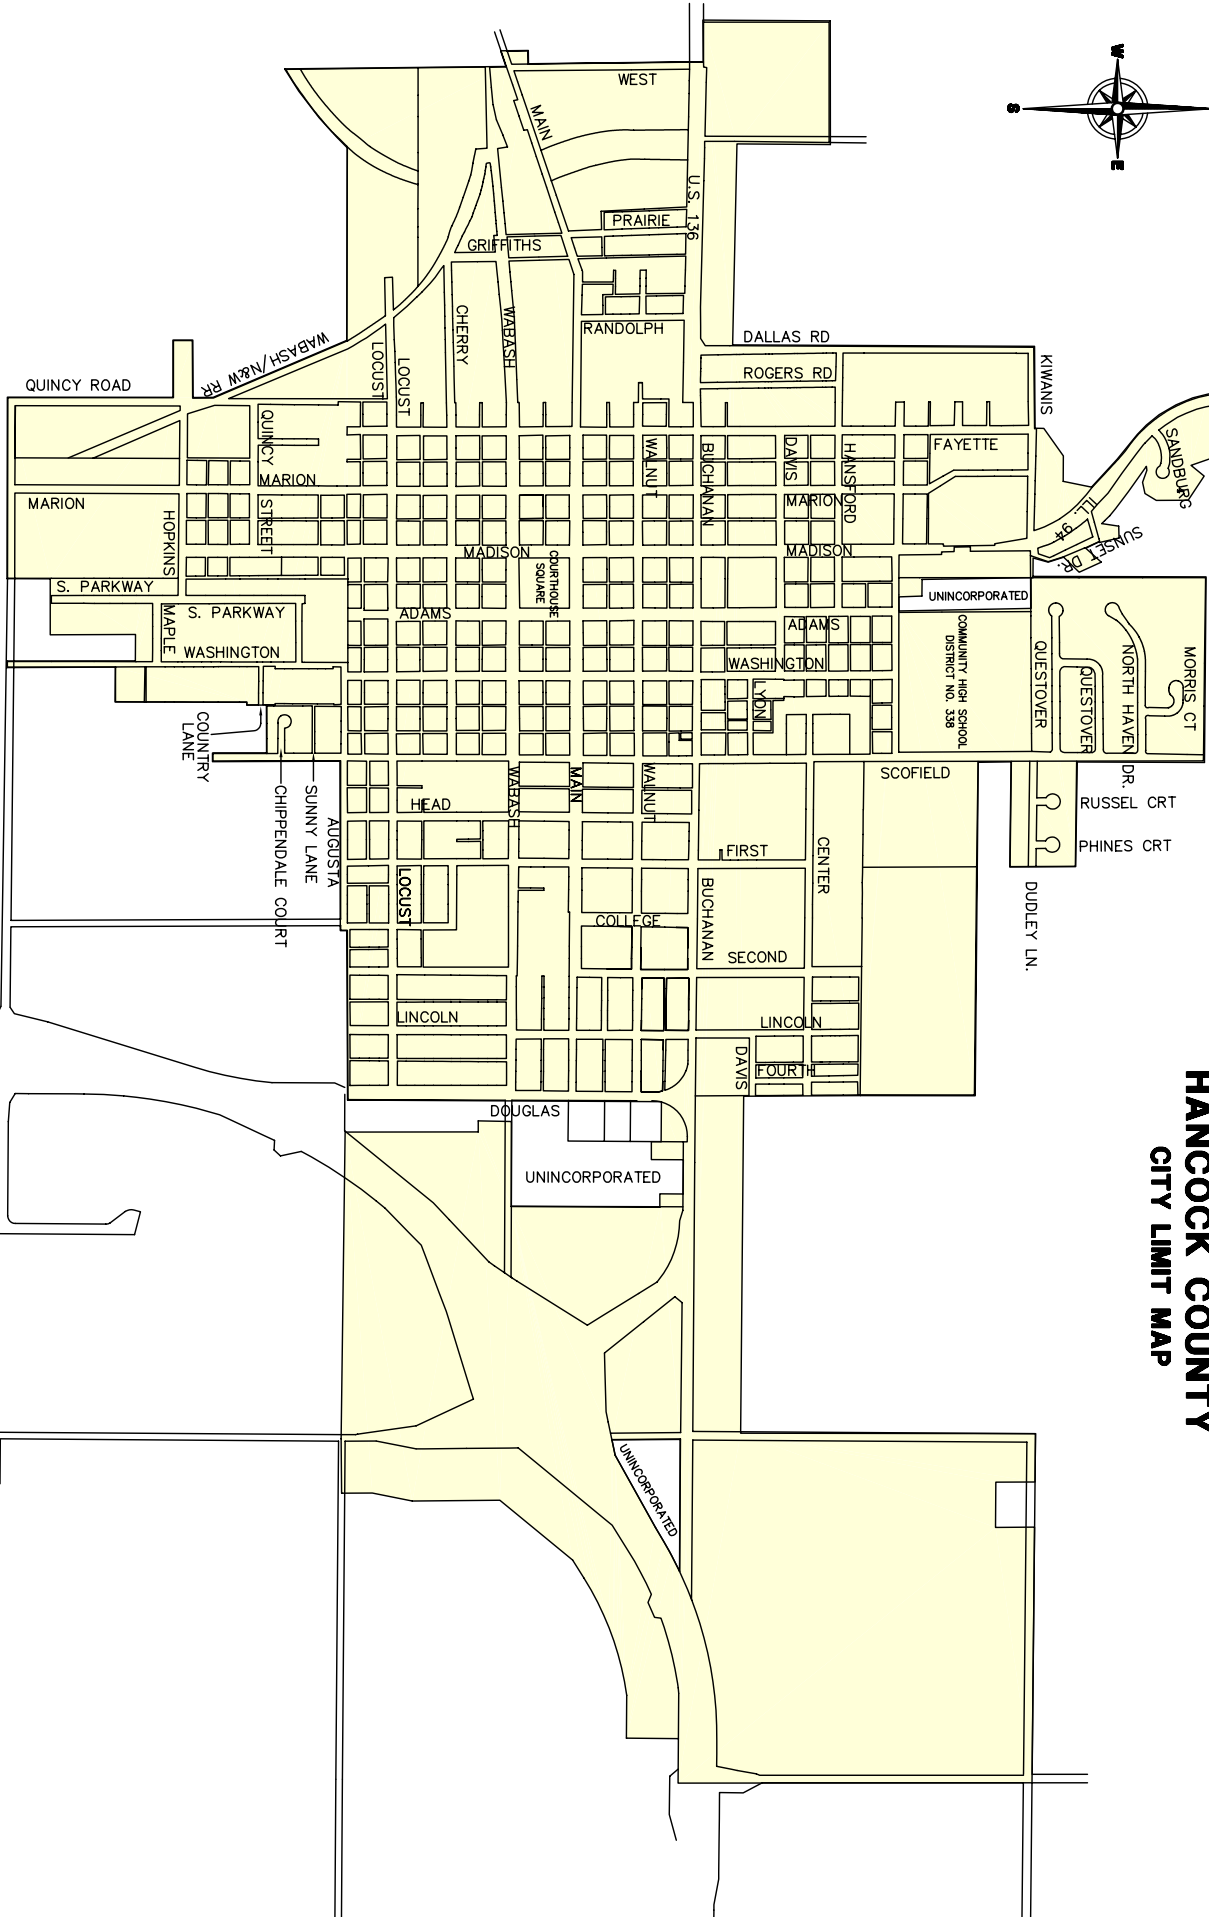 W
S
E
WEST
MAIN
U.S. 136
PRAIRIE
GRIFFITHS
RANDOLPH
CHERRY
WABASH
WABASH/N&W RR
LOCUST
LOCUST
DALLAS RD
ROGERS RD
KIWANIS
QUINCY ROAD
QUINCY
STREET
MARION
MARION
HOPKINS
WALNUT
BUCHANAN
DAVIS
HANSFORD
FAYETTE
MARION
SANDBURG
IL. 94
SUNSET DR.
MADISON
MADISON
COURTHOUSE
SQUARE
S. PARKWAY
S. PARKWAY
MAPLE
WASHINGTON
ADAMS
ADAMS
WASHINGTON
LYON
UNINCORPORATED
COMMUNITY HIGH SCHOOL
DISTRICT NO. 338
QUESTOVER
QUESTOVER
NORTH HAVEN DR.
MORRIS CT
COUNTRY
LANE
CHIPPENDALE COURT
SUNNY LANE
AUGUSTA
HEAD
WABASH
MAIN
WALNUT
SCOFIELD
RUSSEL CRT
PHINES CRT
DUDLEY LN.
FIRST
CENTER
LOCUST
COLLEGE
BUCHANAN
SECOND
LINCOLN
LINCOLN
DAVIS
FOURTH
DOUGLAS
UNINCORPORATED
UNINCORPORATED
HANCOCK COUNTY
CITY LIMIT MAP